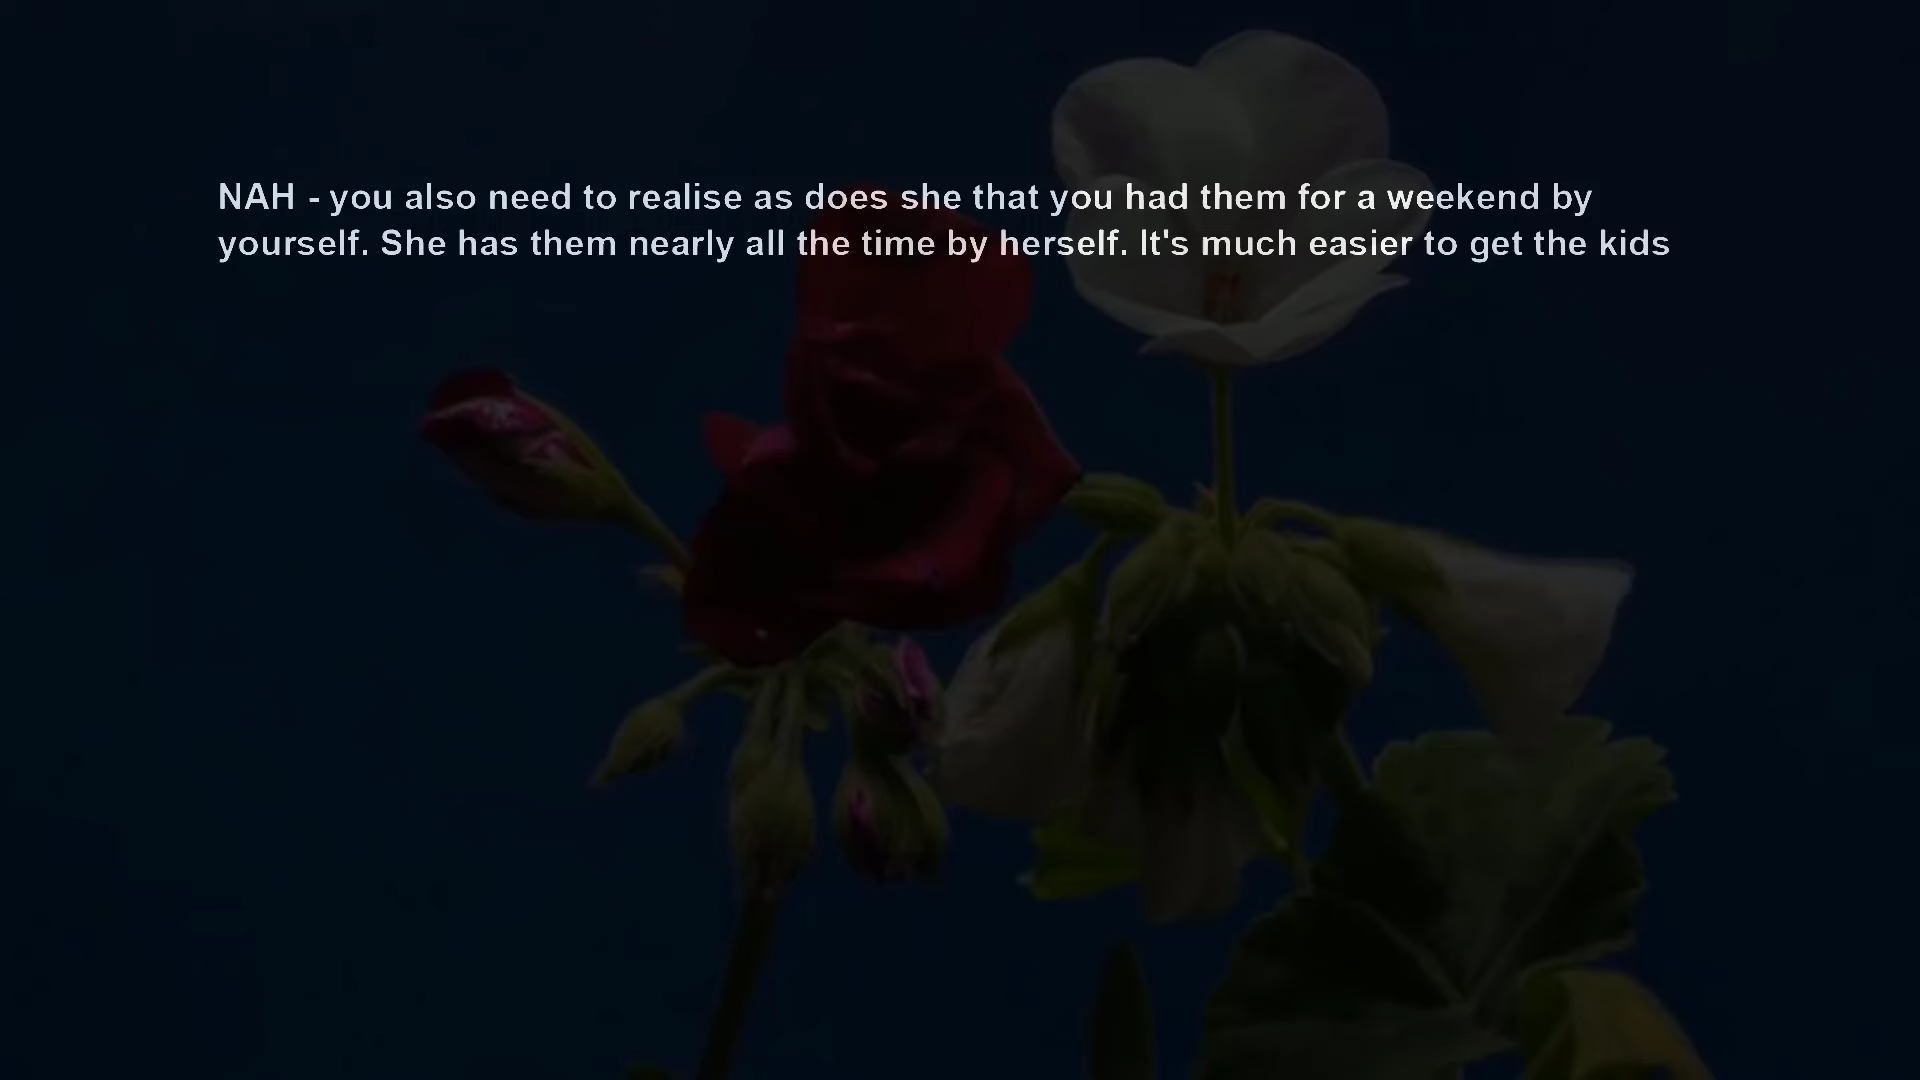 NAH - you also need to realise as does she that you had them for a weekend by
yourself. She has them nearly all the time by herself. It's much easier to get the kids